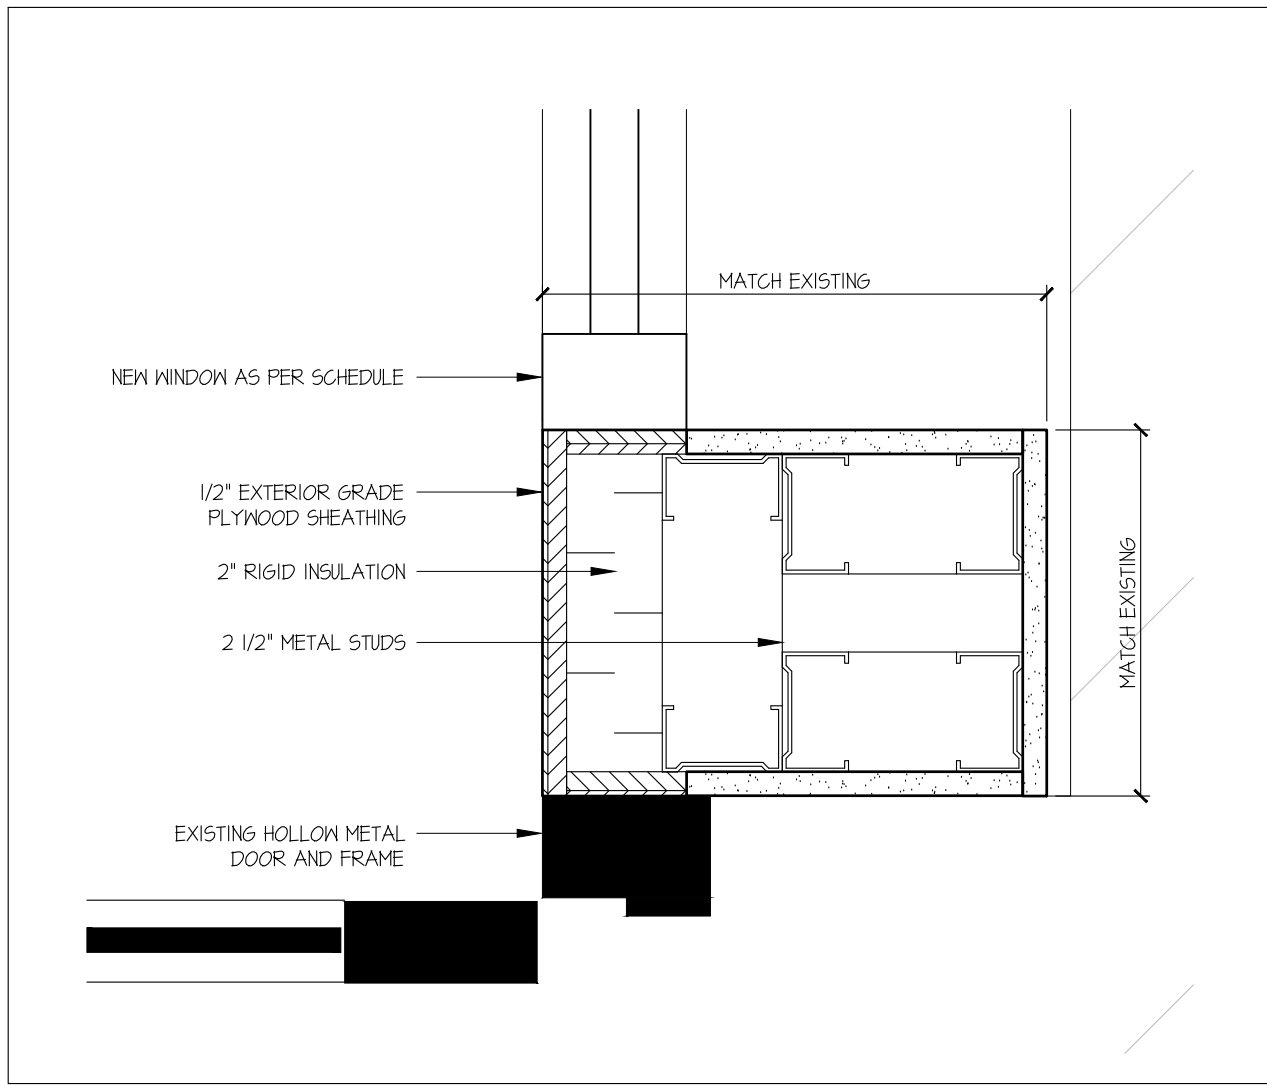 MATCH EXISTING
NEW WINDOW AS PER SCHEDULE
1/2" EXTERIOR GRADE
PLYWOOD SHEATHING
2" RIGID INSULATION
2 1/2" METAL STUDS
MATCH EXISTING
EXISTING HOLLOW METAL
DOOR AND FRAME